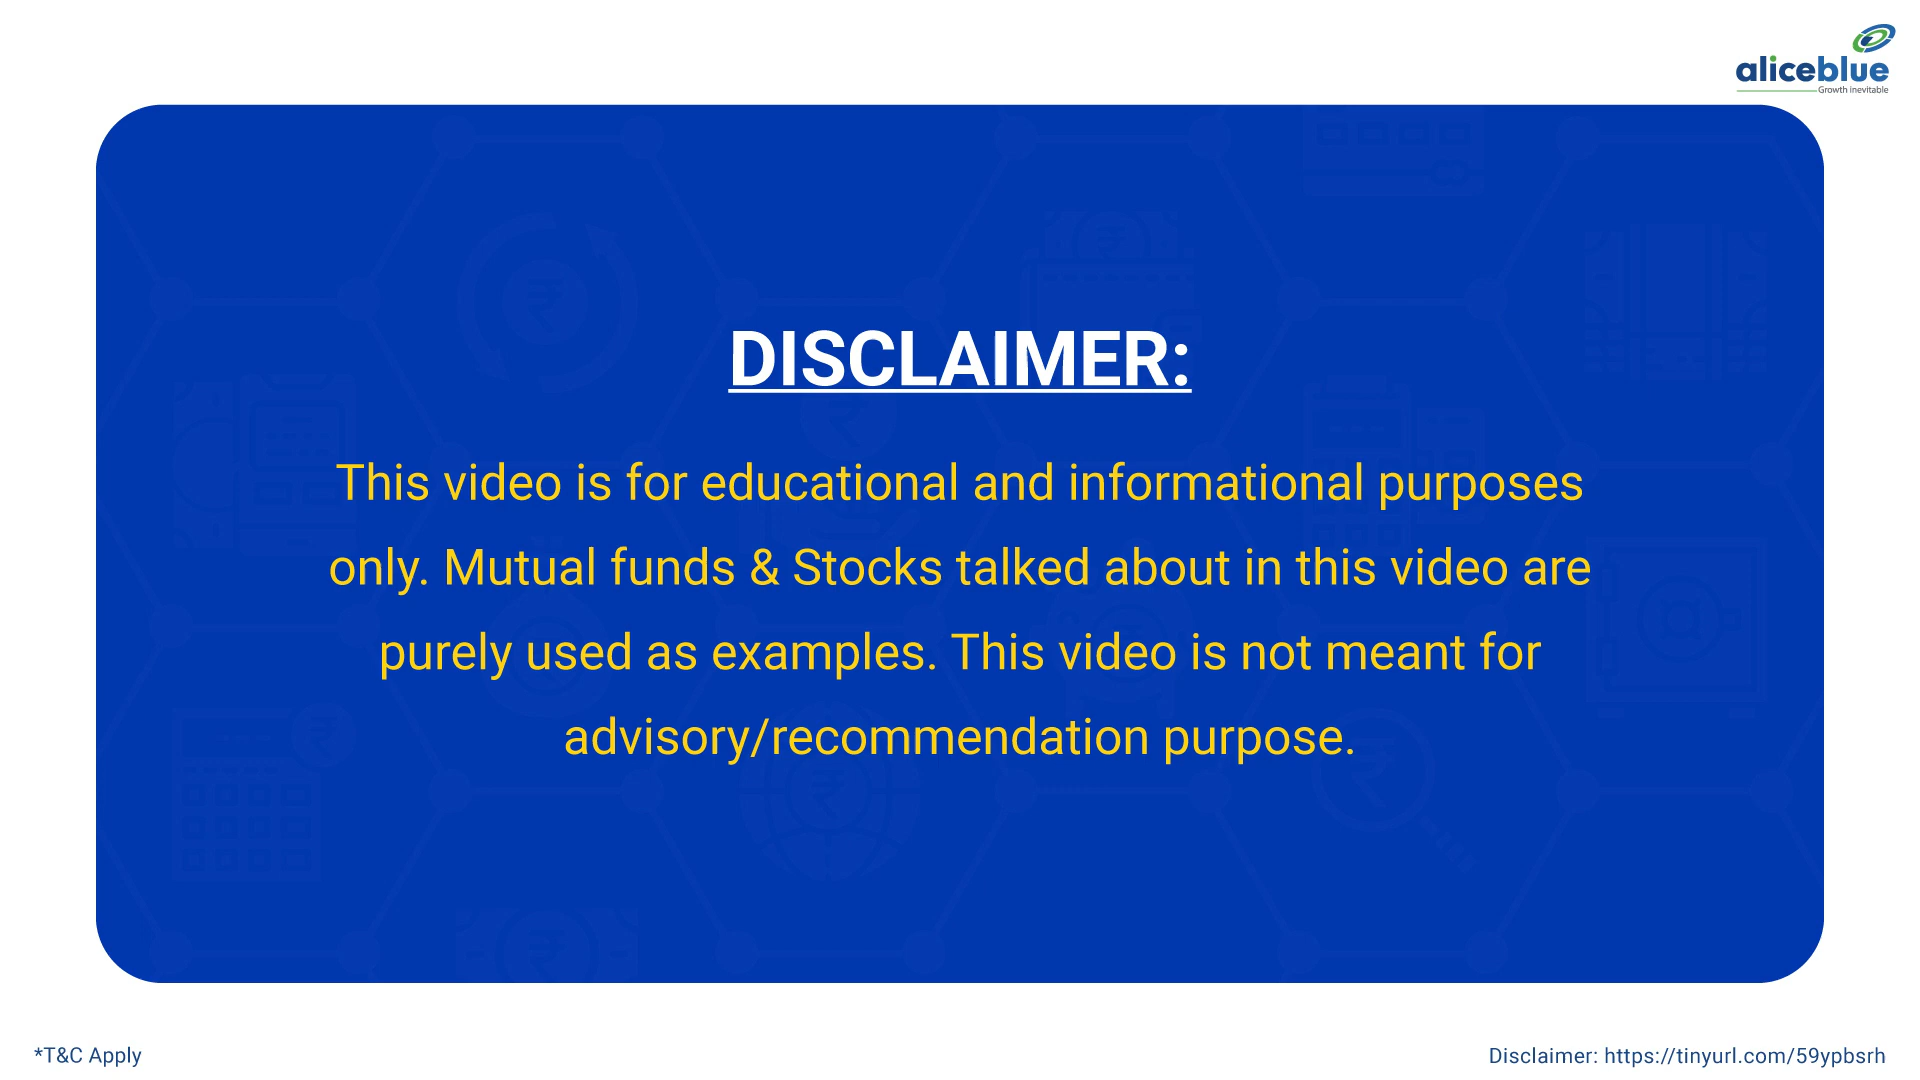 aliceblue
Growth inevitable
DISCLAIMER:
This video is for educational and informational purposes
only. Mutual funds & Stocks talked about in this video are
purely used as examples. This video is not meant for
advisory/recommendation purpose.
*T&C Apply
Disclaimer: https://tinyurl.com/59ypbsrh